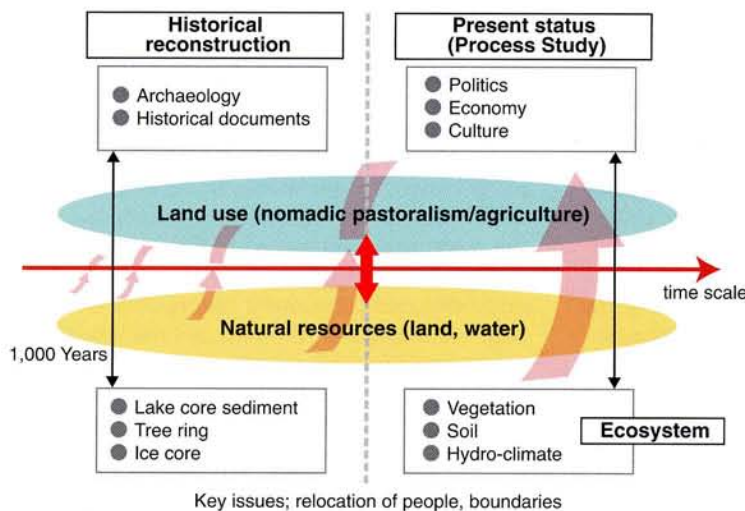 Historical
reconstruction
Present status
(Process Study)
Archaeology
Historical documents
Politics
Economy
Culture
Land use (nomadic pastoralism/agriculture)
time scale
Natural resources (land, water)
1,000 Years
Lake core sediment
Tree ring
Ice core
Vegetation
Soil
Hydro-climate
Ecosystem
Key issues; relocation of people, boundaries